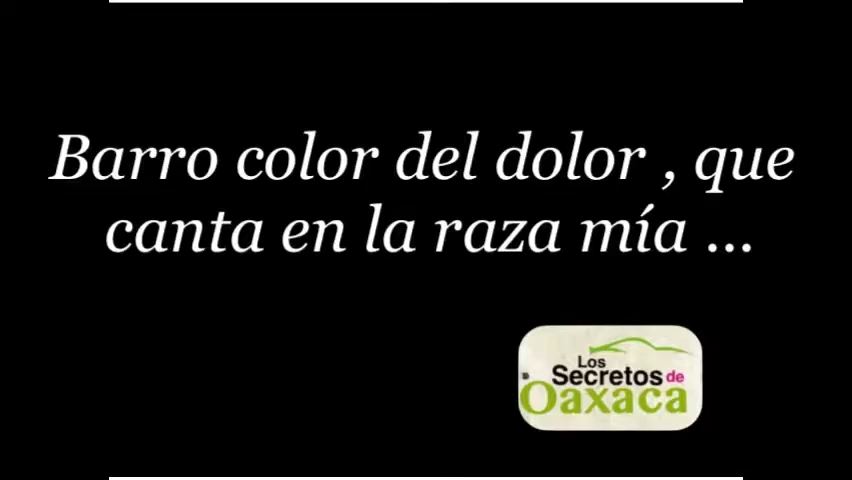 Barro color del dolor , que
canta en la raza mía ...
Los
Secretos de
Oaxaca